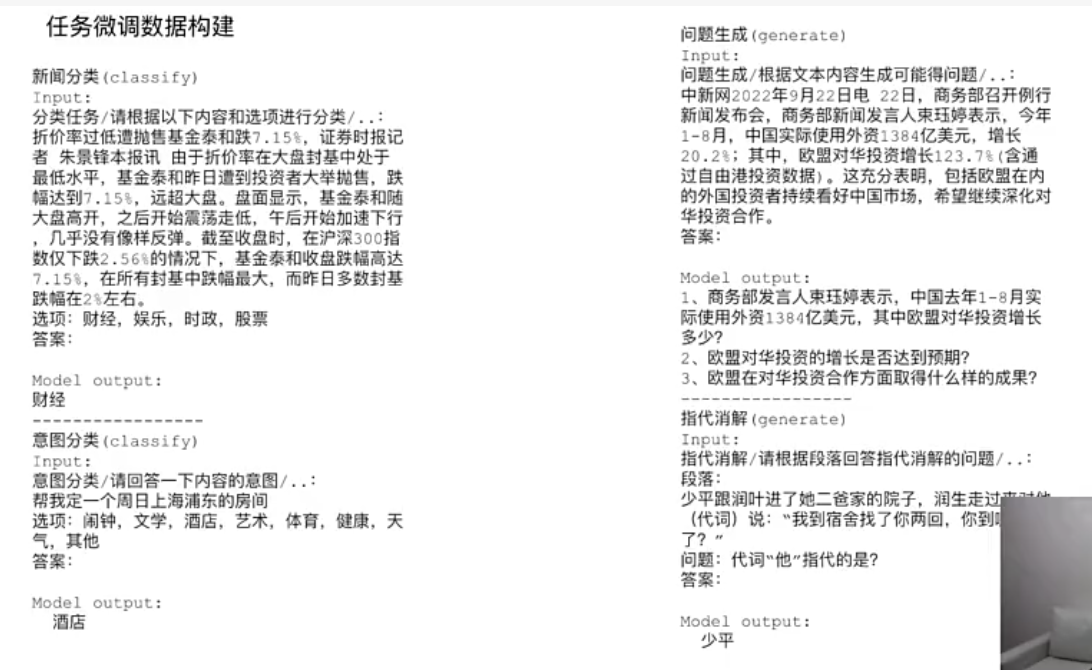 任务微调数据构建
新闻分类(classify)
Input:
分类任务/请根据以下内容和选项进行分类/..:
折价率过低遭抛售基金泰和跌7.15%，证券时报记
者 朱景锋本报讯 由于折价率在大盘封基中处于
最低水平，基金泰和昨日遭到投资者大举抛售，跌
幅达到7.15%，远超大盘。盘面显示，基金泰和随
大盘高开，之后开始震荡走低，午后开始加速下行
，几乎没有像样反弹。截至收盘时，在沪深300指
数仅下跌2.56%的情况下，基金泰和收盘跌幅高达
7.15%，在所有封基中跌幅最大，而昨日多数封基
跌幅在2%左右。
选项：财经，娱乐，时政，股票
答案：
Model output:
财经
-----------------
意图分类(classify)
Input:
意图分类/请回答一下内容的意图/..:
帮我定一个周日上海浦东的房间
选项：闹钟，文学，酒店，艺术，体育，健康，天
气，其他
答案：
Model output:
酒店
问题生成(generate)
Input:
问题生成/根据文本内容生成可能得问题/..:
中新网2022年9月22日电 22日，商务部召开例行
新闻发布会，商务部新闻发言人束珏婷表示，今年
1-8月，中国实际使用外资1384亿美元，增长
20.2%；其中，欧盟对华投资增长123.7%(含通
过自由港投资数据)。这充分表明，包括欧盟在内
的外国投资者持续看好中国市场，希望继续深化对
华投资合作。
答案：
Model output:
1、商务部发言人束珏婷表示，中国去年1-8月实
际使用外资1384亿美元，其中欧盟对华投资增长
多少？
2、欧盟对华投资的增长是否达到预期？
3、欧盟在对华投资合作方面取得什么样的成果？
-----------------
指代消解(generate)
Input:
指代消解/请根据段落回答指代消解的问题/..:
段落：
少平跟润叶进了她二爸家的院子，润生走过来对他
（代词）说：“我到宿舍找了你两回，你到
了？”
问题：代词“他”指代的是？
答案：
Model output:
少平